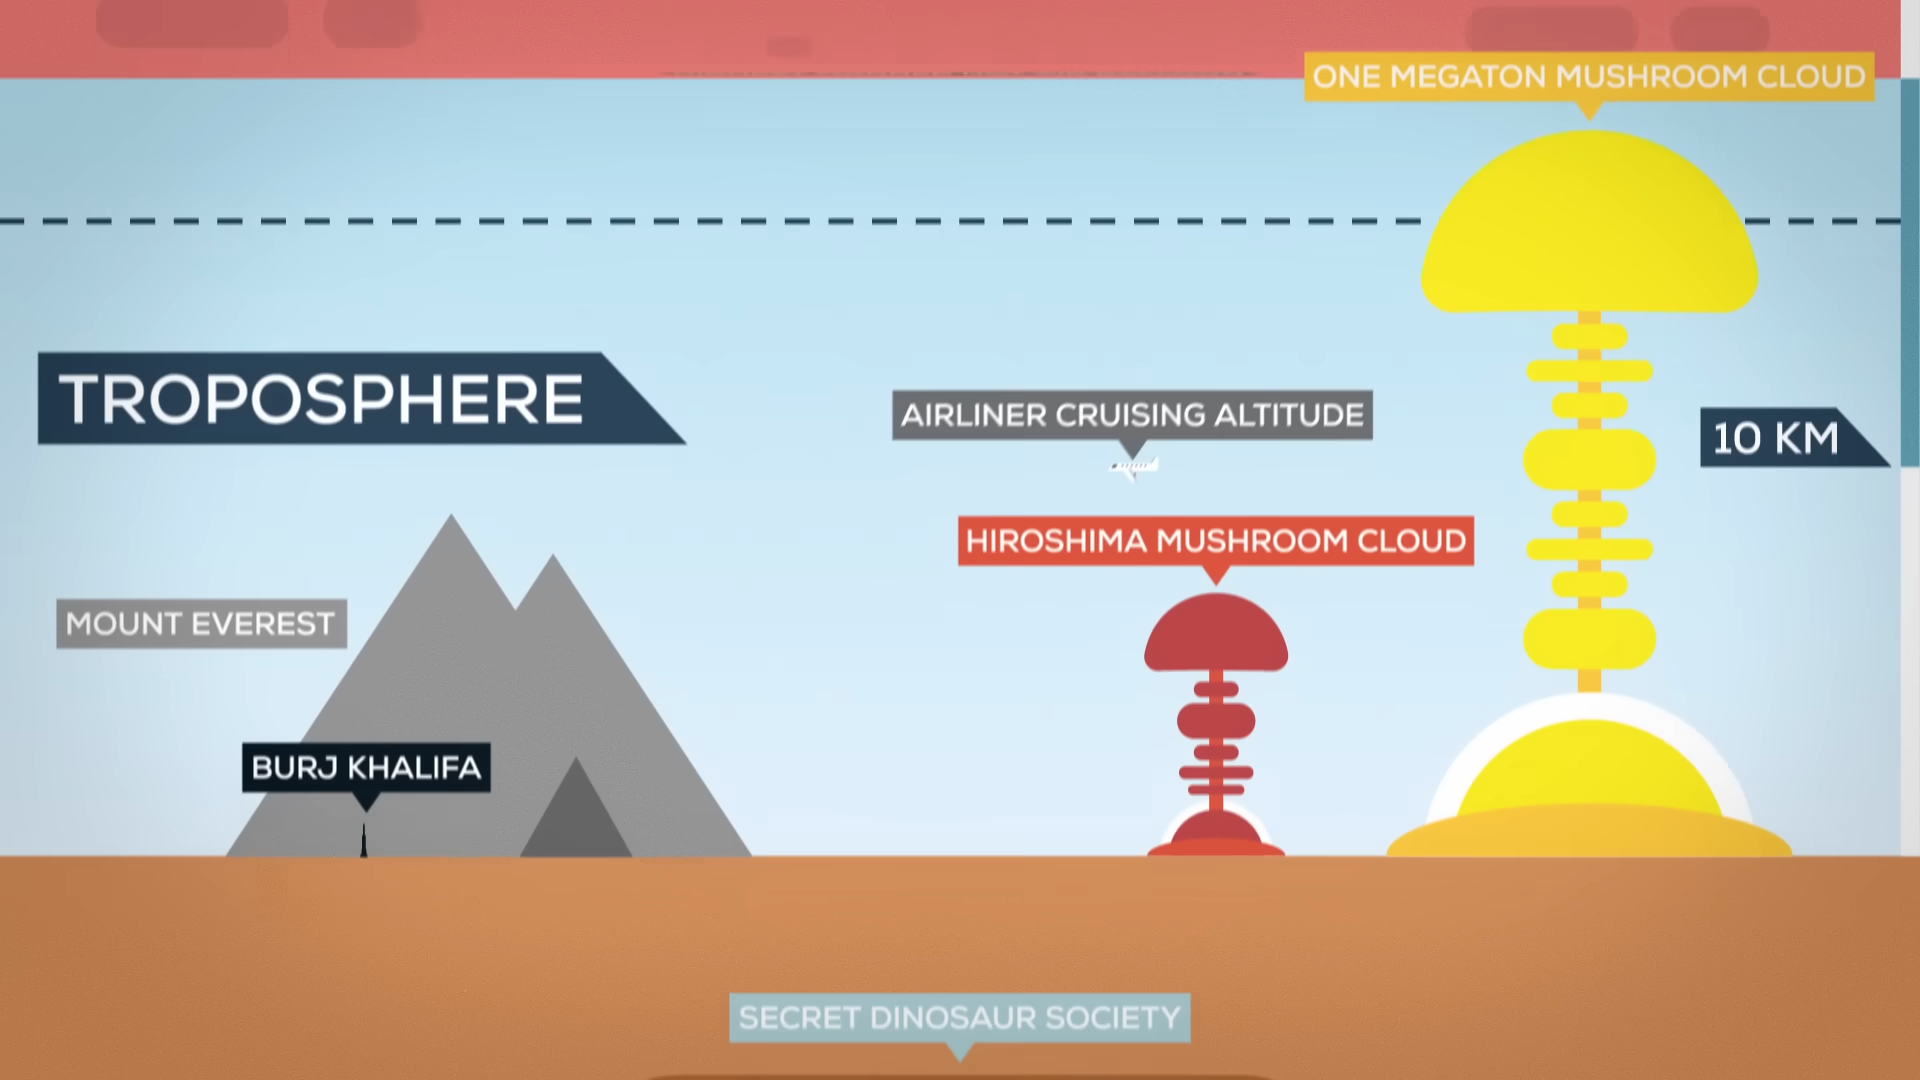 ONE MEGATON MUSHROOM CLOUD
TROPOSPHERE
AIRLINER CRUISING ALTITUDE
10 KM
HIROSHIMA MUSHROOM CLOUD
MOUNT EVEREST
BURJ KHALIFA
SECRET DINOSAUR SOCIETY